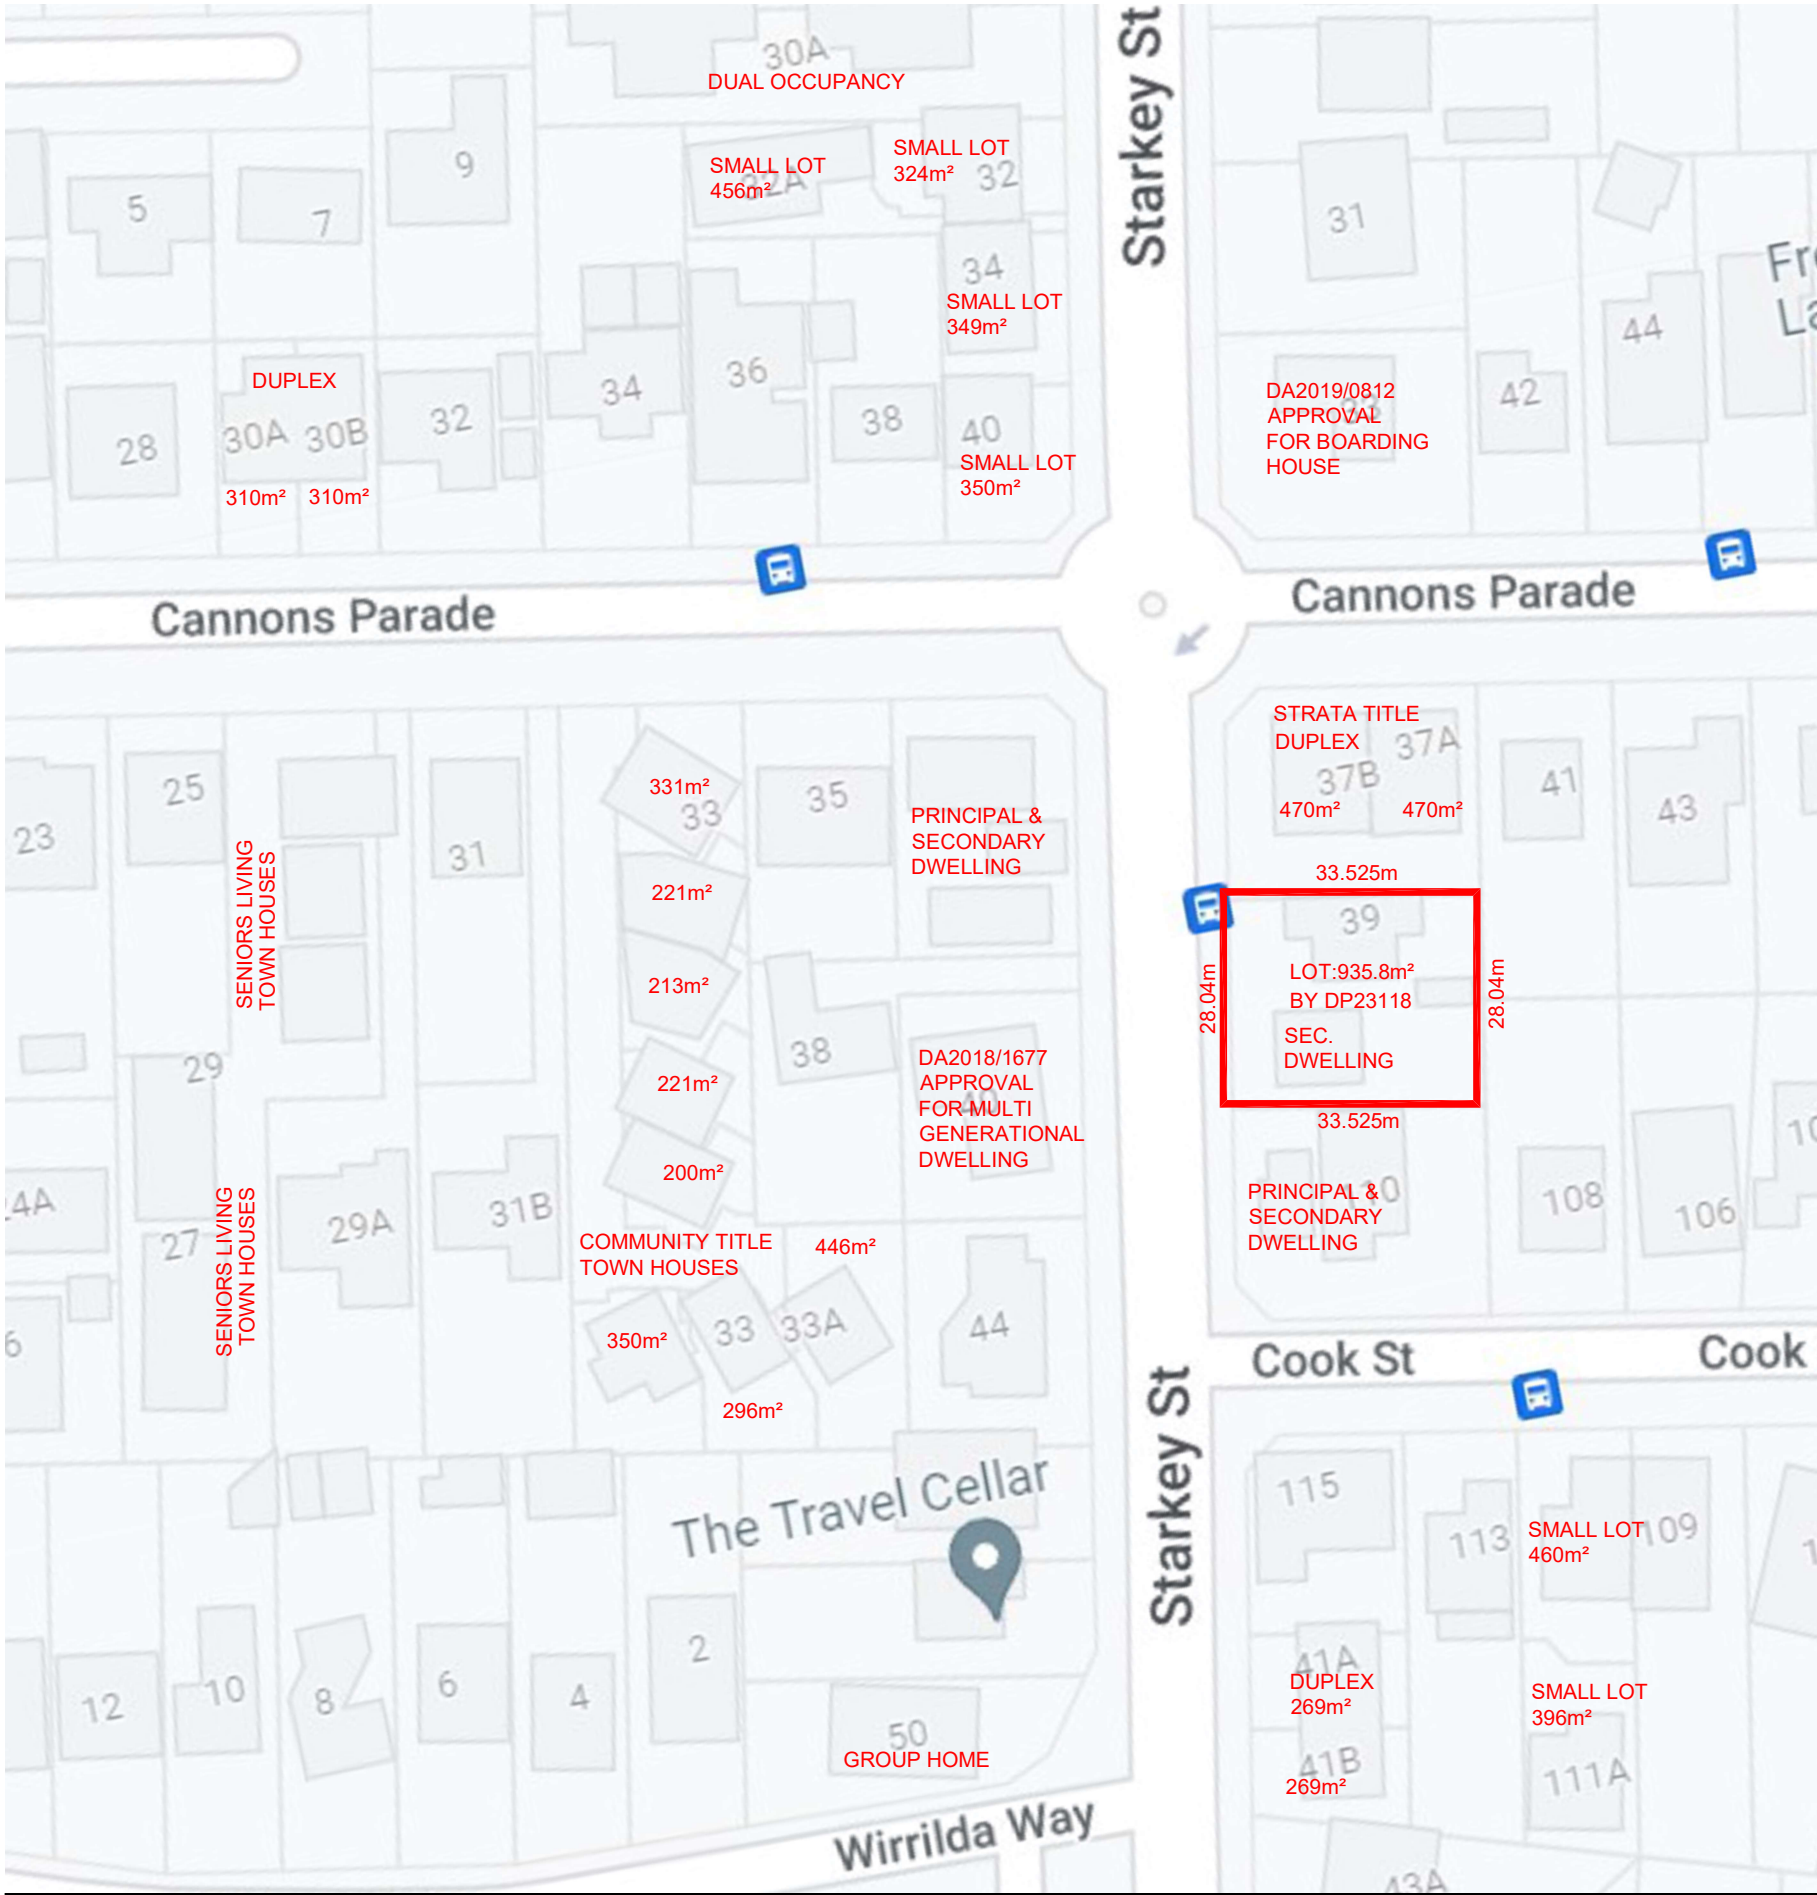 30A
DUAL OCCUPANCY
Starkey St
9
SMALL LOT
456m²
SMALL LOT
324m²
32
5
7
31
34
SMALL LOT
349m²
44
DUPLEX
30A 30B
310m² 310m²
28
32
34
36
38
40
SMALL LOT
350m²
DA2019/0812
APPROVAL
FOR BOARDING
HOUSE
42
Cannons Parade
Cannons Parade
STRATA TITLE
DUPLEX
37A
37B
470m² 470m²
41
43
23
25
31
SENIORS LIVING
TOWN HOUSES
331m²
33
221m²
213m²
221m²
200m²
35
PRINCIPAL &
SECONDARY
DWELLING
33.525m
39
28.04m
LOT:935.8m²
BY DP23118
28.04m
SEC.
DWELLING
33.525m
29
38
DA2018/1677
APPROVAL
FOR MULTI
GENERATIONAL
DWELLING
4A
27
SENIORS LIVING
TOWN HOUSES
29A
31B
COMMUNITY TITLE
TOWN HOUSES
446m²
350m²
33
33A
296m²
44
PRINCIPAL &
SECONDARY
DWELLING
110
108
106
Cook St
Cook
Starkey St
The Travel Cellar
115
113
SMALL LOT
460m²
109
12
10
8
6
4
2
50
GROUP HOME
41A
DUPLEX
269m²
41B
269m²
SMALL LOT
396m²
111A
Wirrilda Way
43A